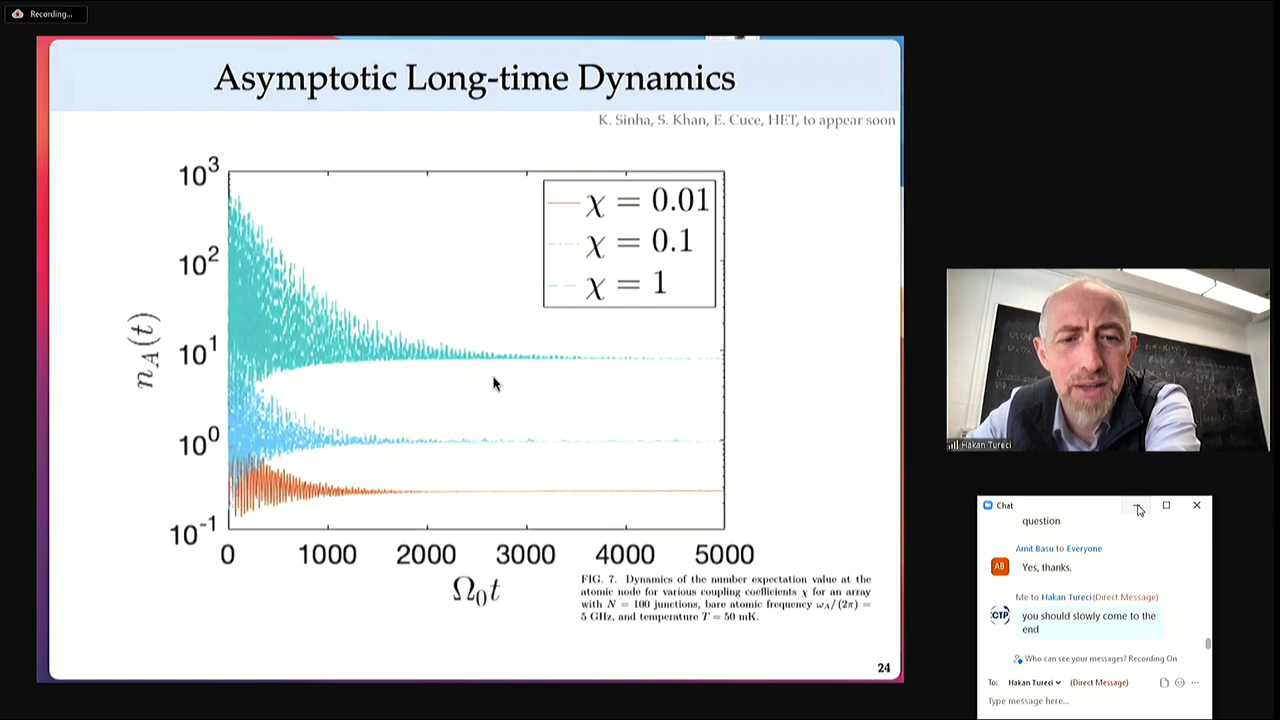 Recording...
Asymptotic Long-time Dynamics
K. Sinha, S. Khan, E. Cuce, HET, to appear soon
10³
10²
10¹
10⁰
10⁻¹
n_A(t)
χ = 0.01
χ = 0.1
χ = 1
0 1000 2000 3000 4000 5000
Ω₀t
FIG. 7. Dynamics of the number expectation value at the
atomic node for various coupling coefficients χ for an array
with N = 100 junctions, bare atomic frequency ω_A/(2π) =
5 GHz, and temperature T = 50 mK.
24
Hakan Tureci
Chat
question
Amit Basu to Everyone
AB
Yes, thanks.
Me to Hakan Tureci(Direct Message)
CTP
you should slowly come to the
end
Who can see your messages? Recording On
To: Hakan Tureci (Direct Message)
Type message here...